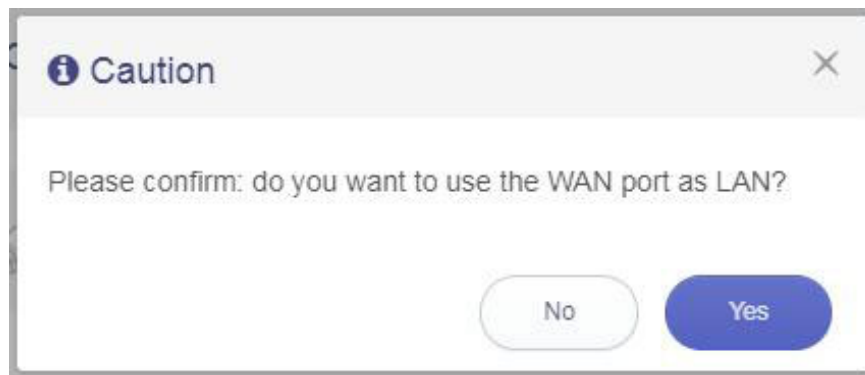 Caution
Please confirm: do you want to use the WAN port as LAN?
No
Yes